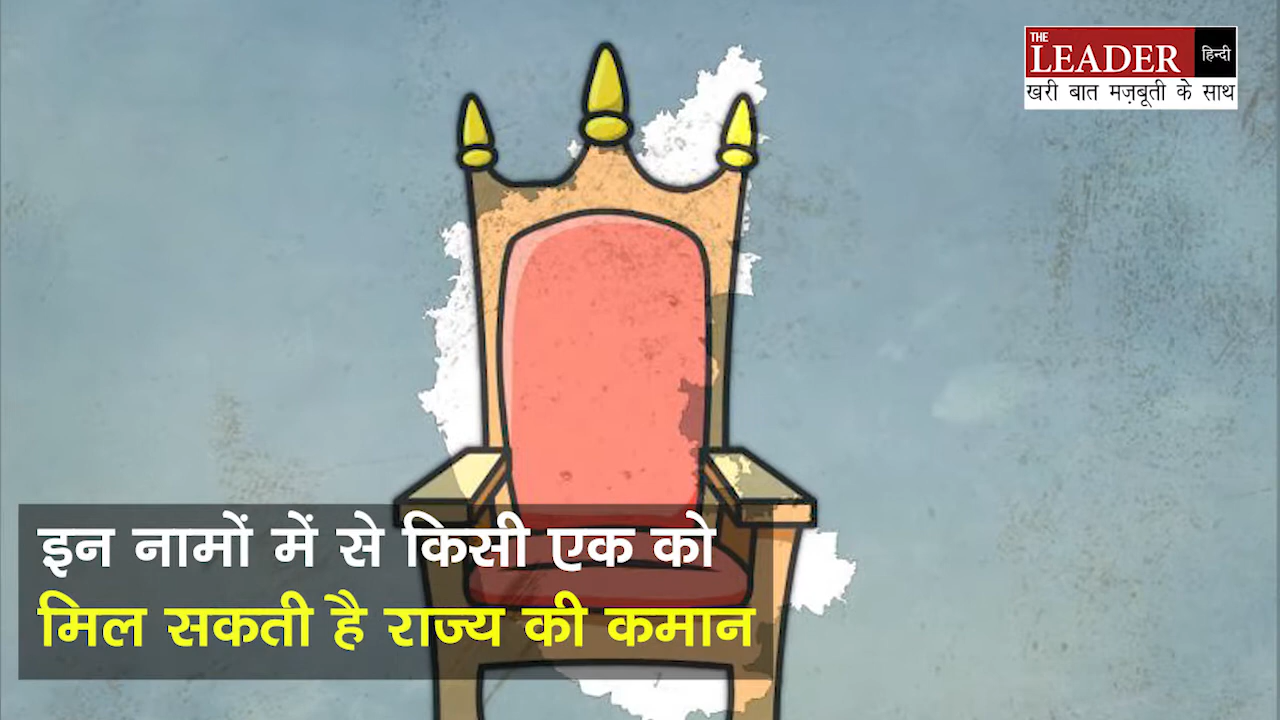 THE
LEADER हिन्दी
खरी बात मज़बूती के साथ
इन नामों में से किसी एक को
मिल सकती है राज्य की कमान